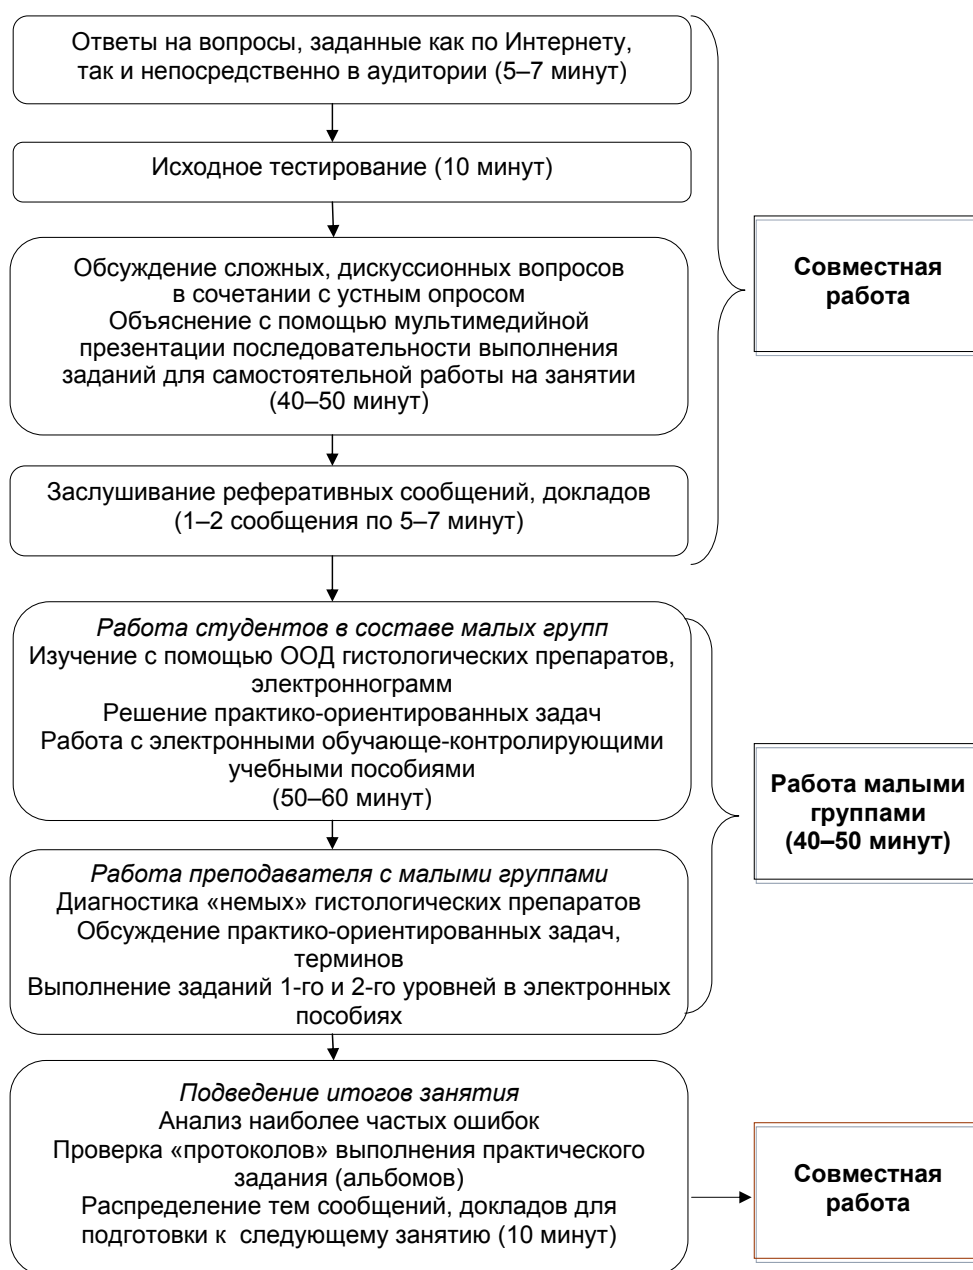 Ответы на вопросы, заданные как по Интернету,
так и непосредственно в аудитории (5–7 минут)
Исходное тестирование (10 минут)
Обсуждение сложных, дискуссионных вопросов
в сочетании с устным опросом
Объяснение с помощью мультимедийной
презентации последовательности выполнения
заданий для самостоятельной работы на занятии
(40–50 минут)
Заслушивание реферативных сообщений, докладов
(1–2 сообщения по 5–7 минут)
Совместная
работа
Работа студентов в составе малых групп
Изучение с помощью ООД гистологических препаратов,
электроннограмм
Решение практико-ориентированных задач
Работа с электронными обучающе-контролирующими
учебными пособиями
(50–60 минут)
Работа преподавателя с малыми группами
Диагностика «немых» гистологических препаратов
Обсуждение практико-ориентированных задач,
терминов
Выполнение заданий 1-го и 2-го уровней в электронных
пособиях
Работа малыми
группами
(40–50 минут)
Подведение итогов занятия
Анализ наиболее частых ошибок
Проверка «протоколов» выполнения практического
задания (альбомов)
Распределение тем сообщений, докладов для
подготовки к следующему занятию (10 минут)
Совместная
работа